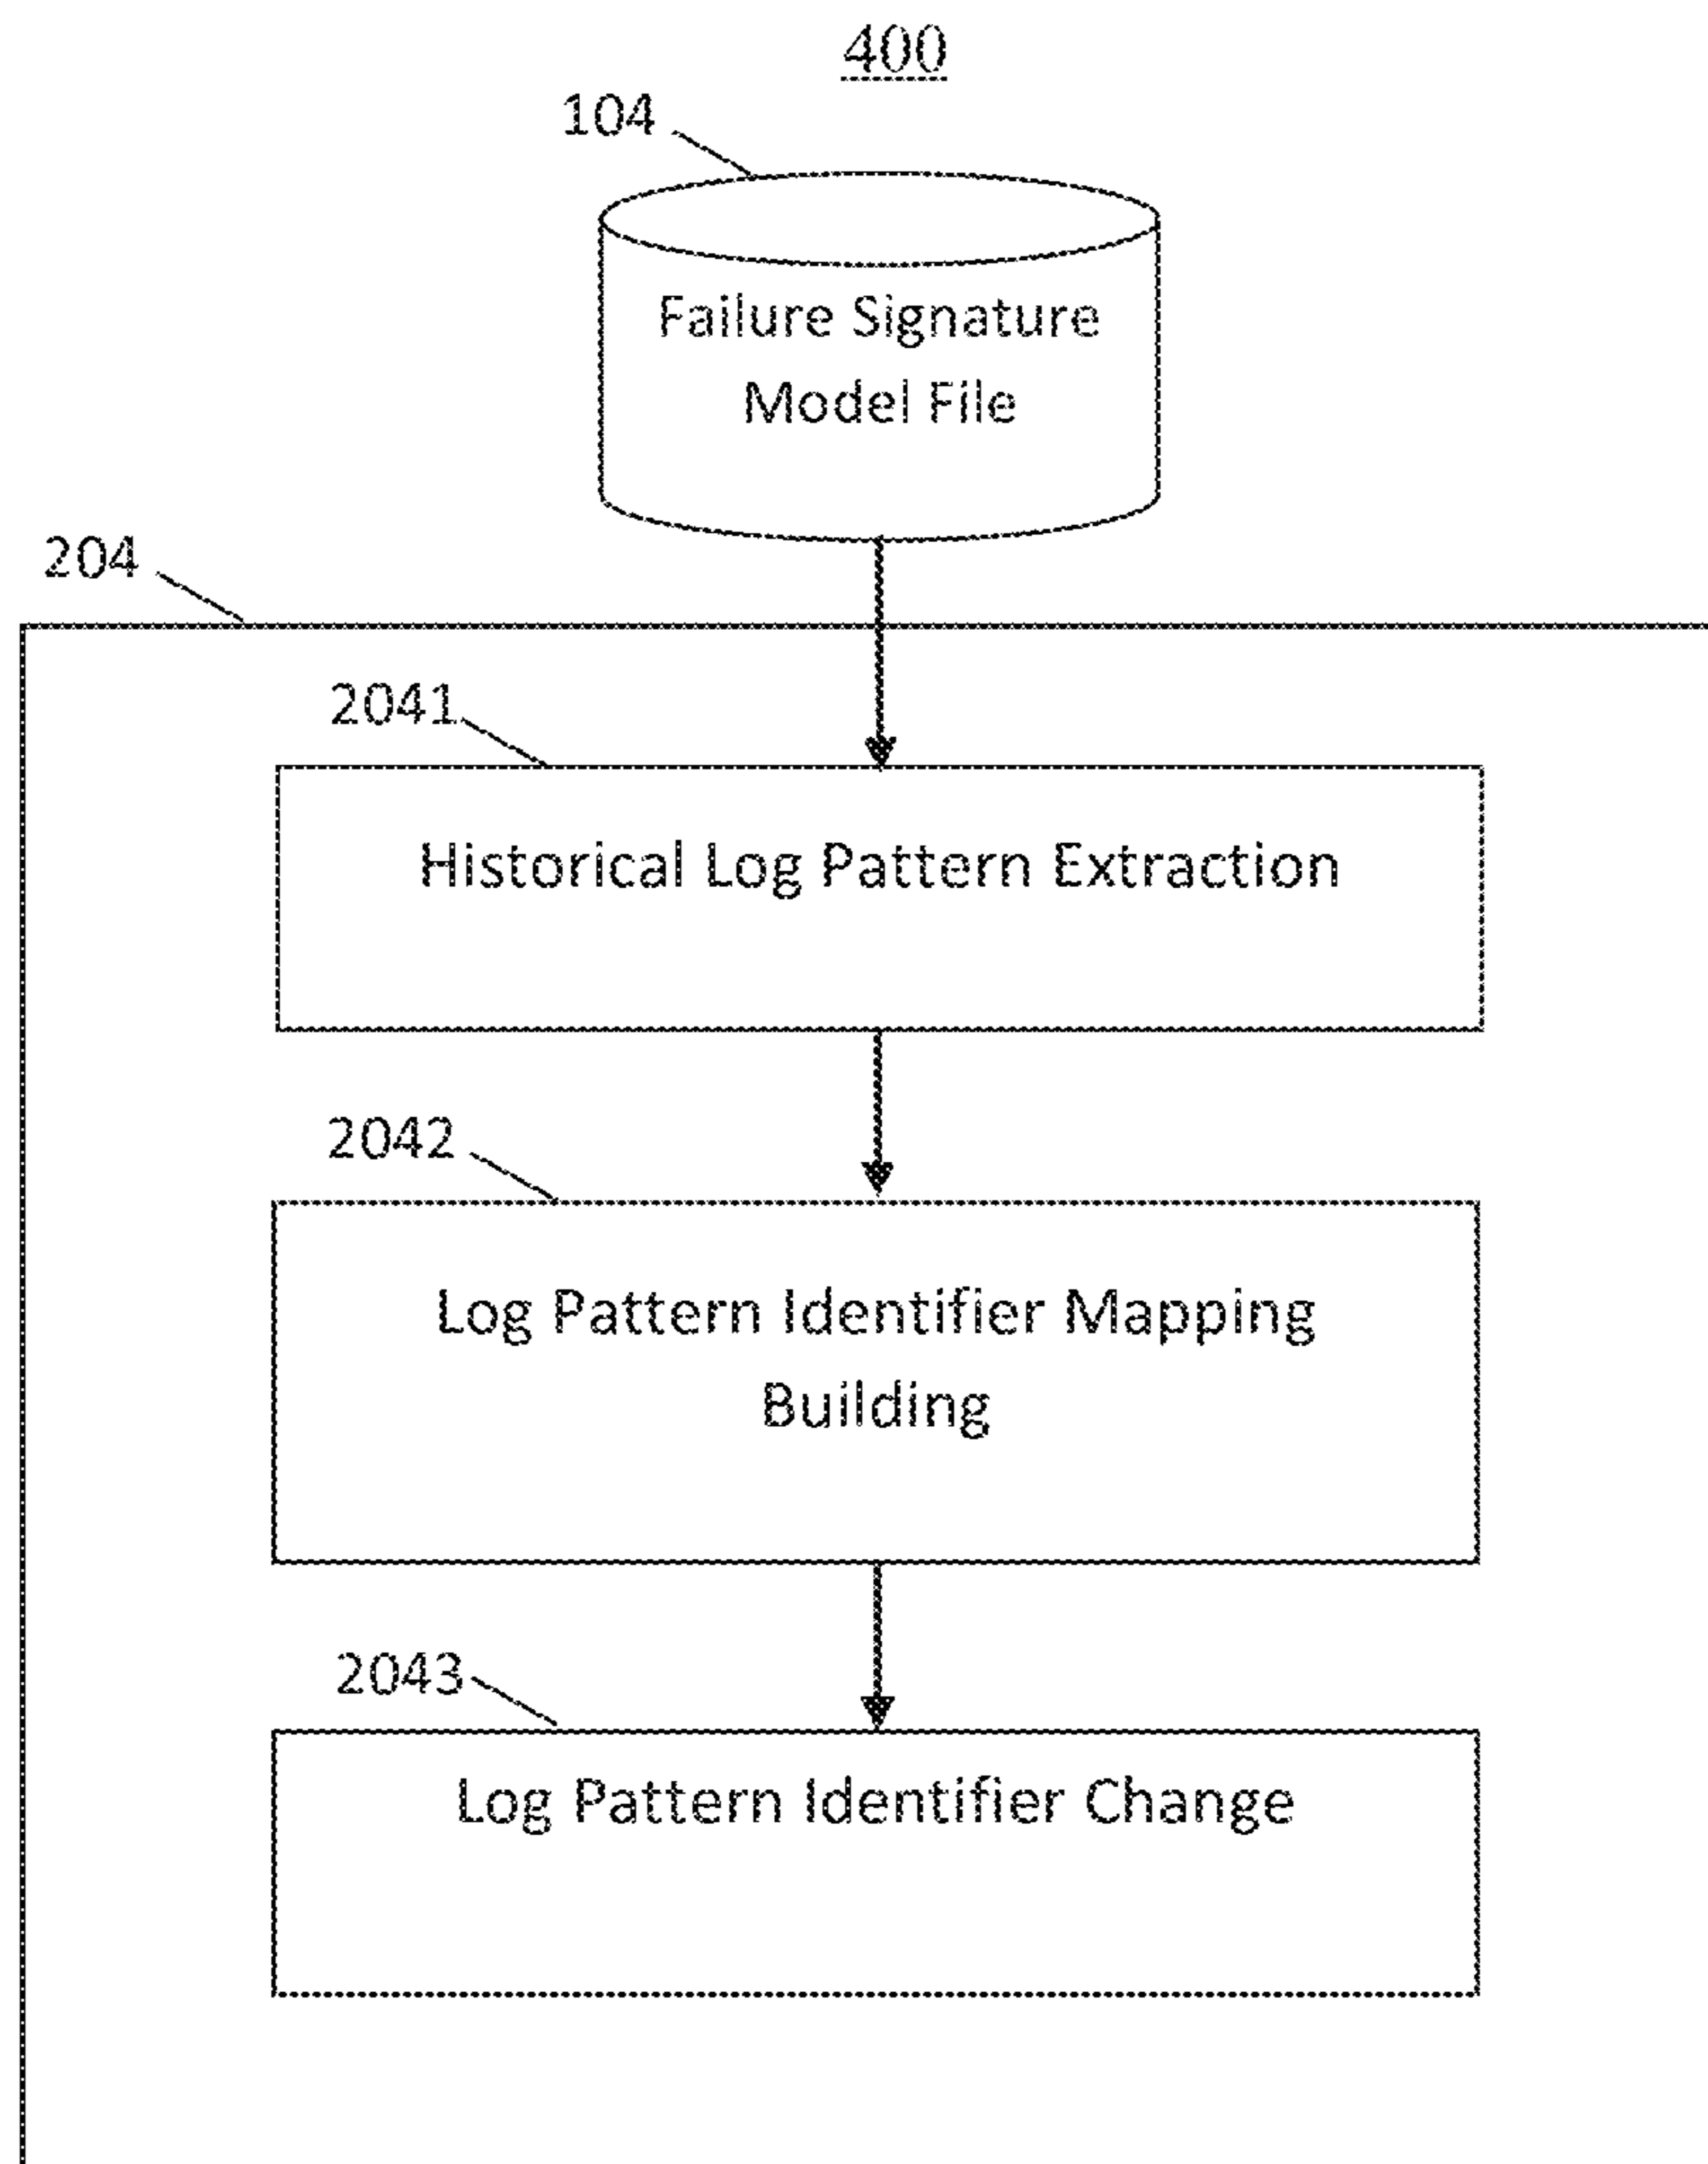 400
104
Failure Signature
Model File
204
2041
Historical Log Pattern Extraction
2042
Log Pattern Identifier Mapping
Building
2043
Log Pattern Identifier Change